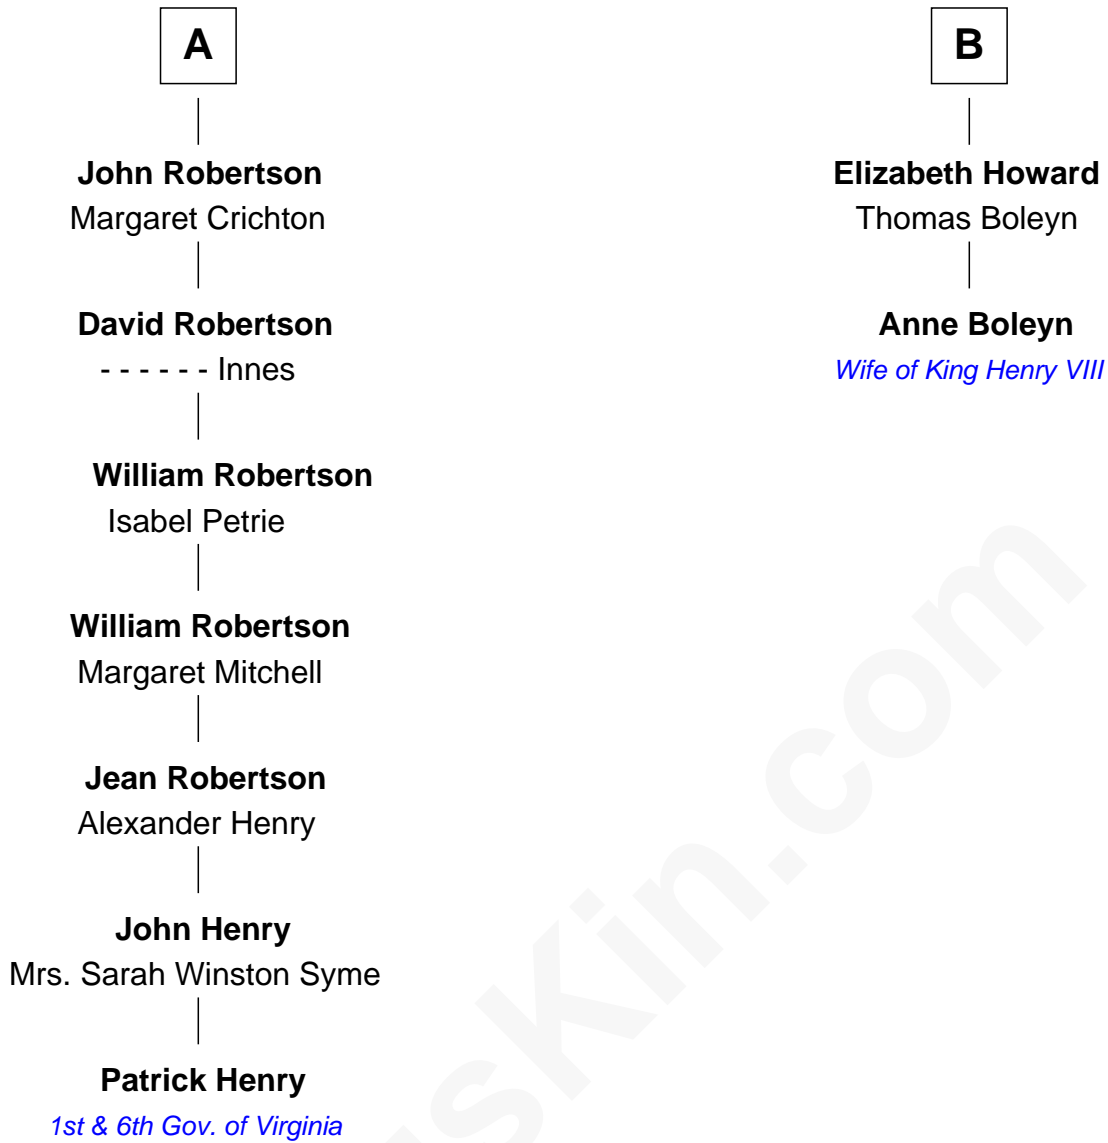 A
John Robertson
Margaret Crichton
David Robertson
- - - - - - Innes
William Robertson
Isabel Petrie
William Robertson
Margaret Mitchell
Jean Robertson
Alexander Henry
John Henry
Mrs. Sarah Winston Syme
Patrick Henry
1st & 6th Gov. of Virginia
B
Elizabeth Howard
Thomas Boleyn
Anne Boleyn
Wife of King Henry VIII
sKin.com